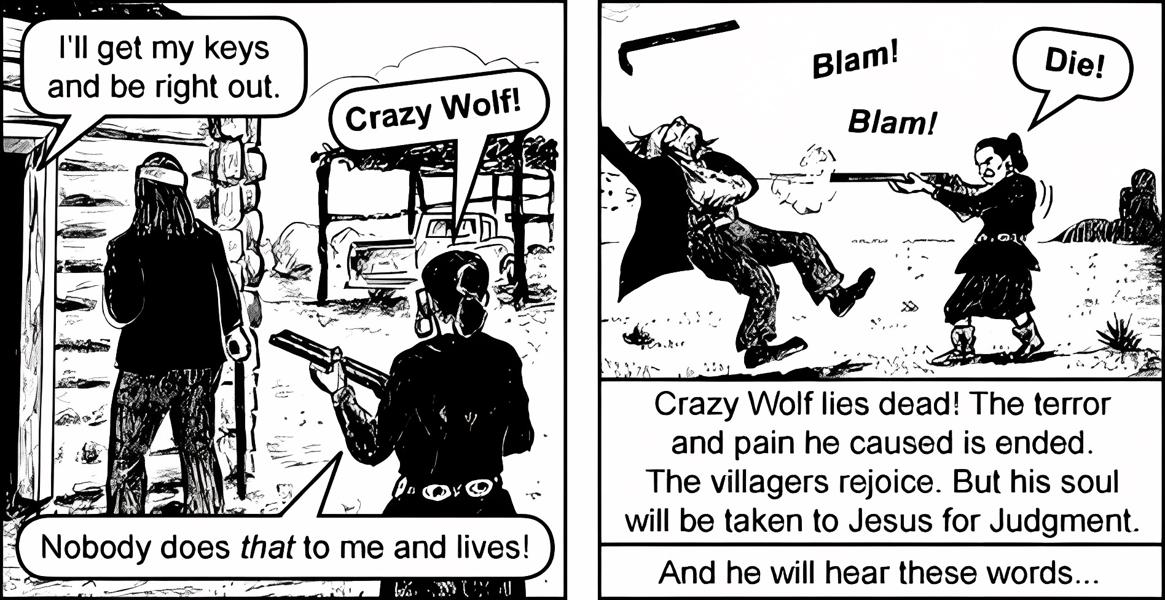 I'll get my keys
and be right out.
Crazy Wolf!
Nobody does that to me and lives!
Blam!
Blam!
Die!
Crazy Wolf lies dead! The terror
and pain he caused is ended.
The villagers rejoice. But his soul
will be taken to Jesus for Judgment.
And he will hear these words...